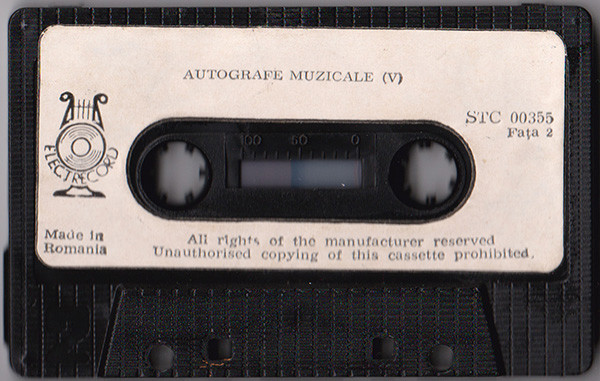 AUTOGRAFE MUZICALE (V)
STC 00355
Fața 2
ELECTRECORD
100 50 0
Made in
Romania
All rights of the manufacturer reserved
Unauthorised copying of this cassette prohibited.